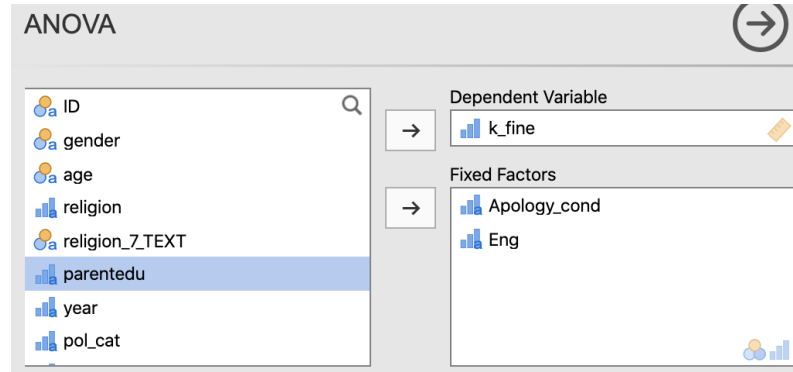 ANOVA
ID
gender
age
religion
religion_7_TEXT
parentedu
year
pol_cat
Dependent Variable
k_fine
Fixed Factors
Apology_cond
Eng